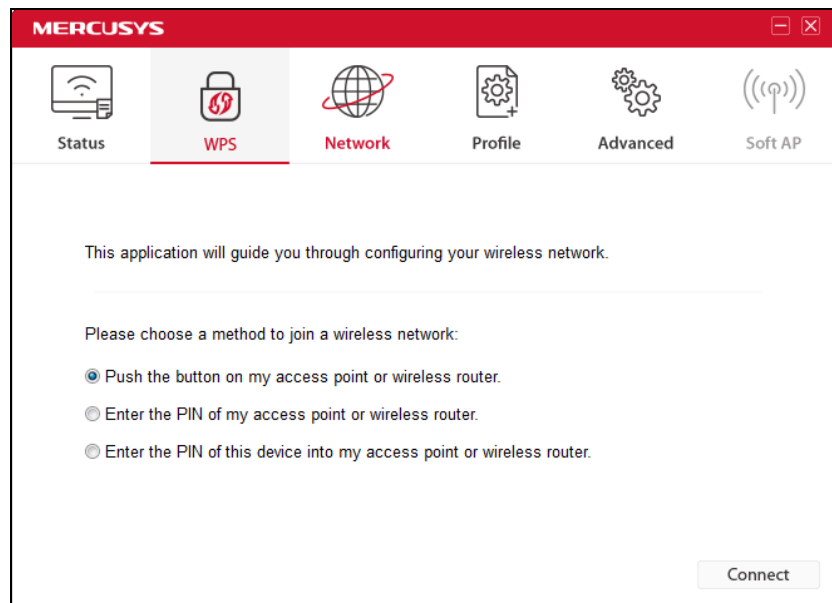 MERCUSYS
Status WPS Network Profile Advanced Soft AP
This application will guide you through configuring your wireless network.
Please choose a method to join a wireless network:
Push the button on my access point or wireless router.
Enter the PIN of my access point or wireless router.
Enter the PIN of this device into my access point or wireless router.
Connect